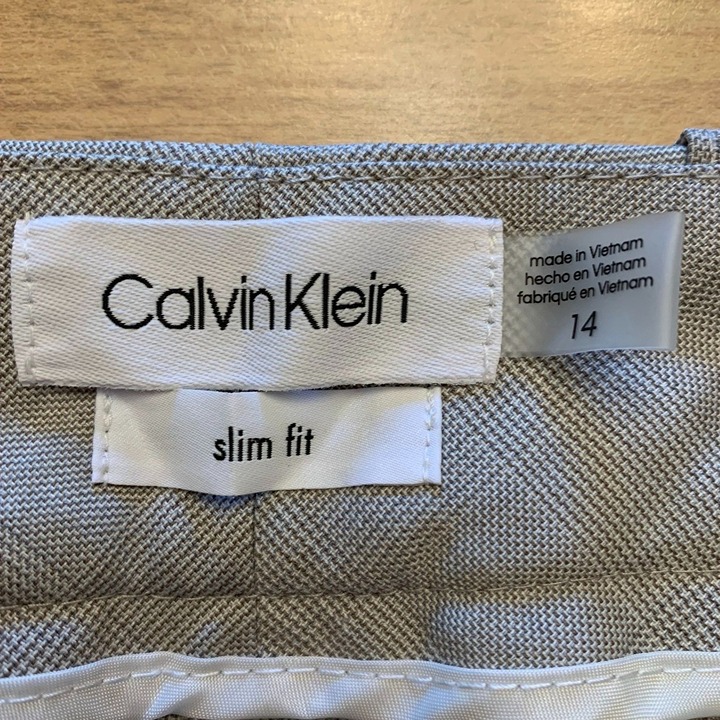 Calvin Klein
slim fit
made in Vietnam
hecho en Vietnam
fabriqué en Vietnam
14